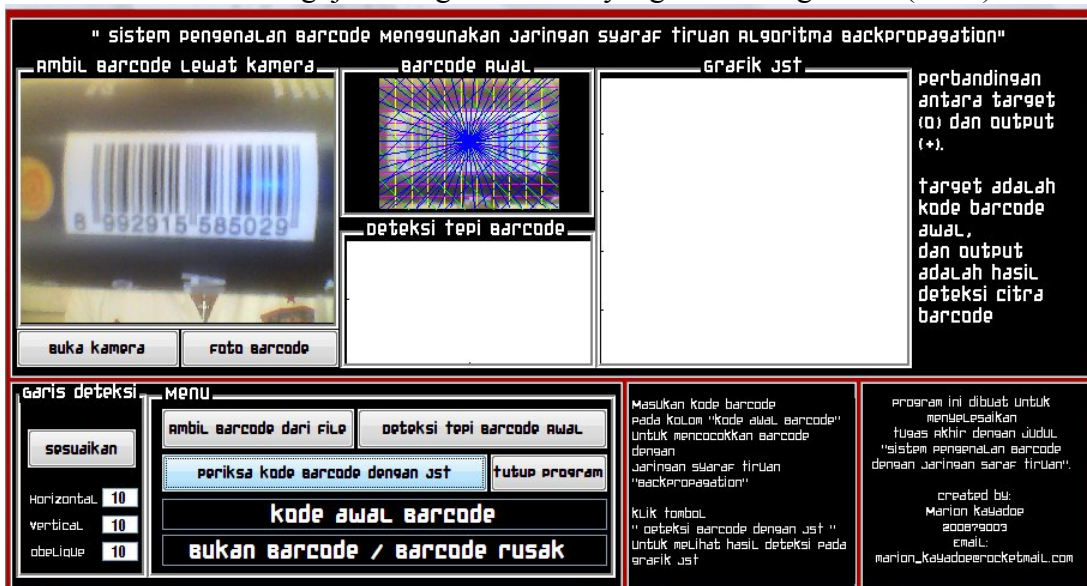 " sistem pengenalan Barcode Menggunakan Jaringan syaraf tiruan Algoritma Backpropagation"
Ambil Barcode Lewat kamera
8 992915 585029
Buka kamera
Foto Barcode
Barcode Awal
Deteksi tepi Barcode
Grafik Jst
perbandingan
antara target
(O) dan output
(+).
target adalah
kode barcode
awal,
dan output
adalah hasil
deteksi citra
barcode
Garis deteksi
sesuaikan
Horizontal 10
vertical 10
obelique 10
Menu
Ambil Barcode dari File
Deteksi tepi Barcode Awal
periksa kode Barcode dengan Jst
tutup program
kode awal Barcode
Bukan Barcode / Barcode rusak
Masukan kode barcode
pada kolom "kode awal Barcode"
untuk mencocokkan Barcode
dengan
Jaringan syaraf tiruan
"Backpropagation"
klik tombol
" Deteksi Barcode dengan Jst "
untuk melihat hasil deteksi pada
grafik Jst
program ini dibuat untuk
menyelesaikan
tugas Akhir dengan Judul
"sistem pengenalan Barcode
dengan Jaringan saraf tiruan".
created by:
Marion Kayadoe
200879003
Email:
marion_kayadoe@rocketmail.com